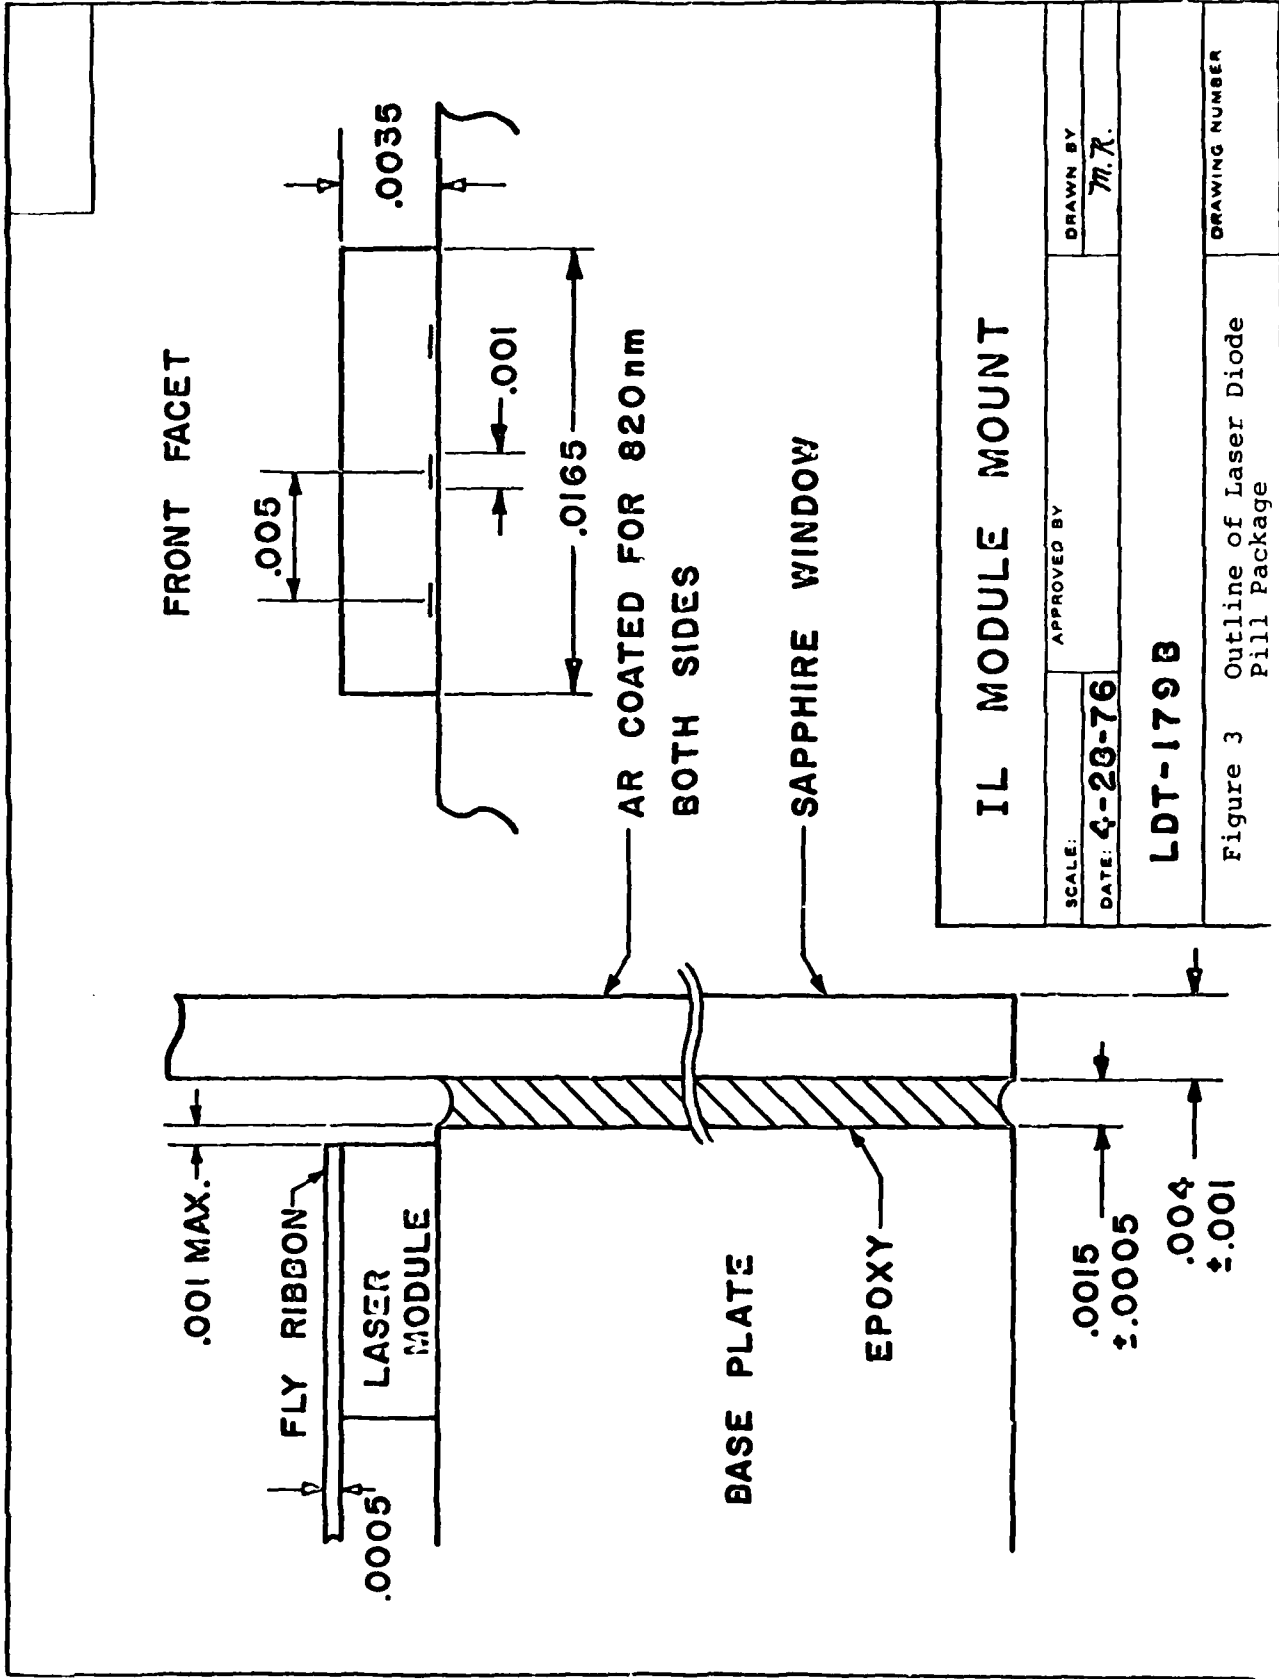 FRONT FACET
.005
.0035
.001
.0165
AR COATED FOR 820nm
BOTH SIDES
SAPPHIRE WINDOW
.001 MAX.
FLY RIBBON
LASER
MODULE
.0005
BASE PLATE
EPOXY
.0015
±.0005
.004
±.001
IL MODULE MOUNT
SCALE:
APPROVED BY
DRAWN BY
DATE: 4-28-76
M.R.
LDT-179B
DRAWING NUMBER
Figure 3 Outline of Laser Diode
Pill Package